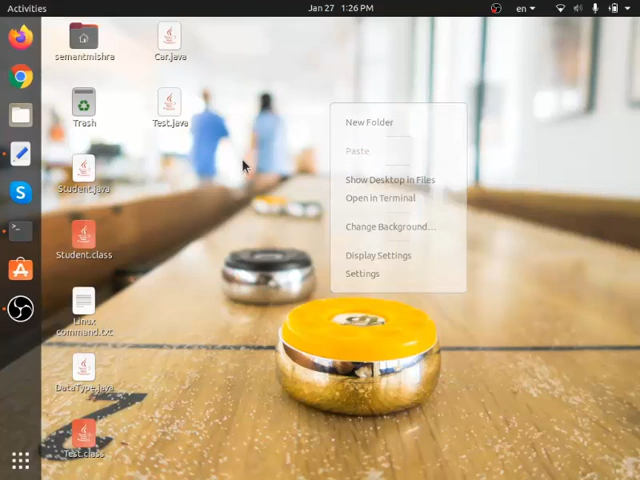 Activities
Jan 27 1:26 PM
en
semantmishra
Car.java
Trash
Test.java
Student.java
Student.class
Linux
command.txt
DataType.java
Test.class
New Folder
Paste
Show Desktop in Files
Open in Terminal
Change Background...
Display Settings
Settings